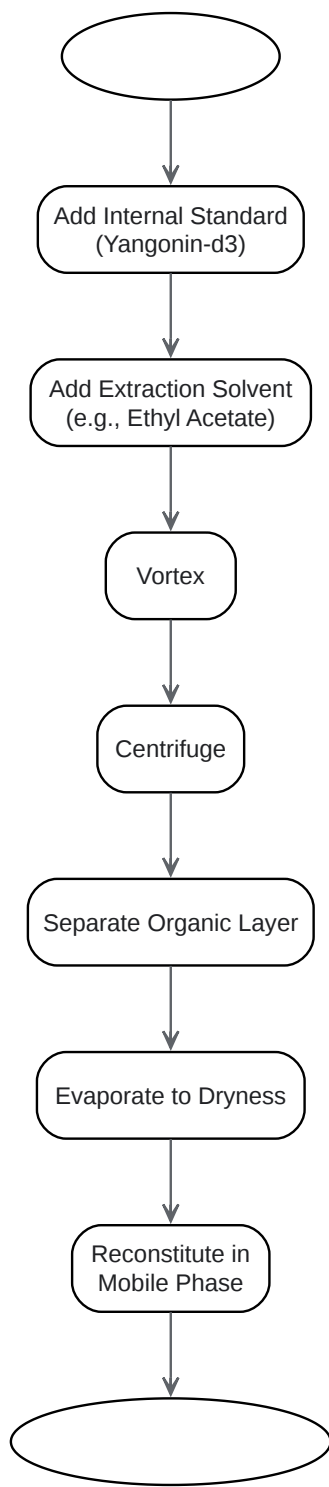 Add Internal Standard
(Yangonin-d3)
Add Extraction Solvent
(e.g., Ethyl Acetate)
Vortex
Centrifuge
Separate Organic Layer
Evaporate to Dryness
Reconstitute in
Mobile Phase